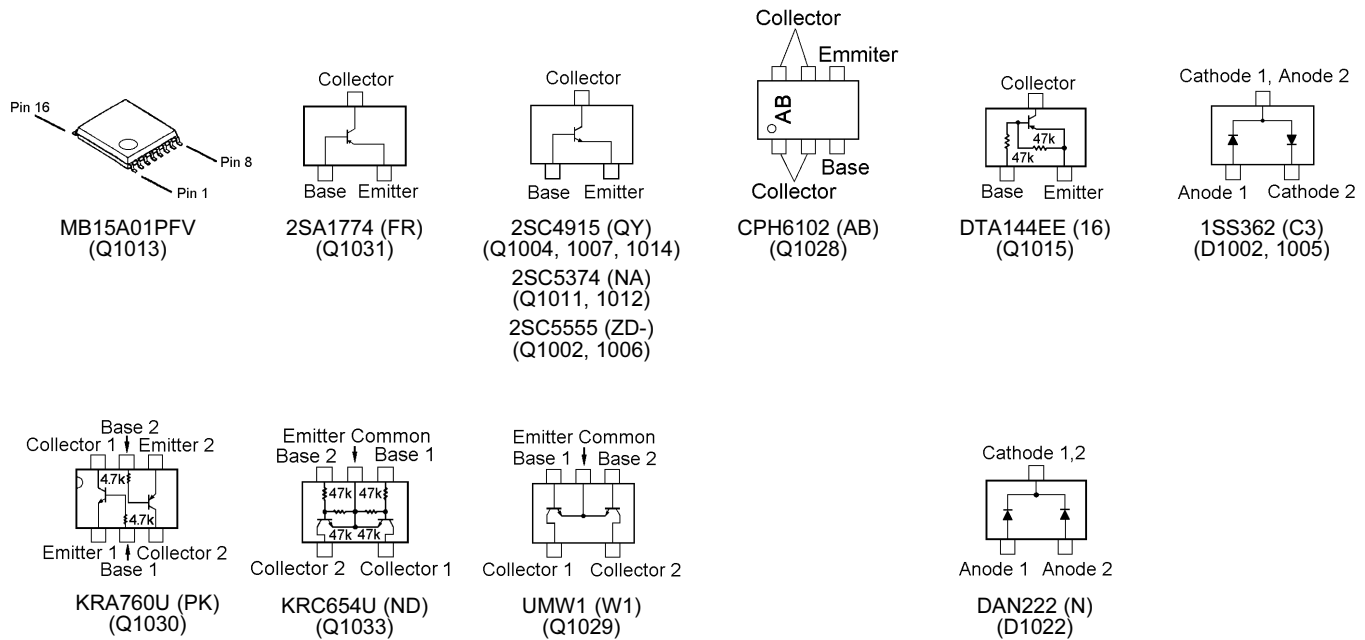 Pin 16
Pin 8
Pin 1
MB15A01PFV
(Q1013)
Collector
Base Emitter
2SA1774 (FR)
(Q1031)
Collector
Base Emitter
2SC4915 (QY)
(Q1004, 1007, 1014)
2SC5374 (NA)
(Q1011, 1012)
2SC5555 (ZD-)
(Q1002, 1006)
Collector
Emmiter
AB
Base
Collector
CPH6102 (AB)
(Q1028)
Collector
47k
47k
Base Emitter
DTA144EE (16)
(Q1015)
Cathode 1, Anode 2
Anode 1 Cathode 2
1SS362 (C3)
(D1002, 1005)
Base 2
Collector 1 Emitter 2
4.7k
4.7k
Emitter 1 Collector 2
Base 1
KRA760U (PK)
(Q1030)
Emitter Common
Base 2 Base 1
47k 47k
47k 47k
Collector 2 Collector 1
KRC654U (ND)
(Q1033)
Emitter Common
Base 1 Base 2
Collector 1 Collector 2
UMW1 (W1)
(Q1029)
Cathode 1,2
Anode 1 Anode 2
DAN222 (N)
(D1022)